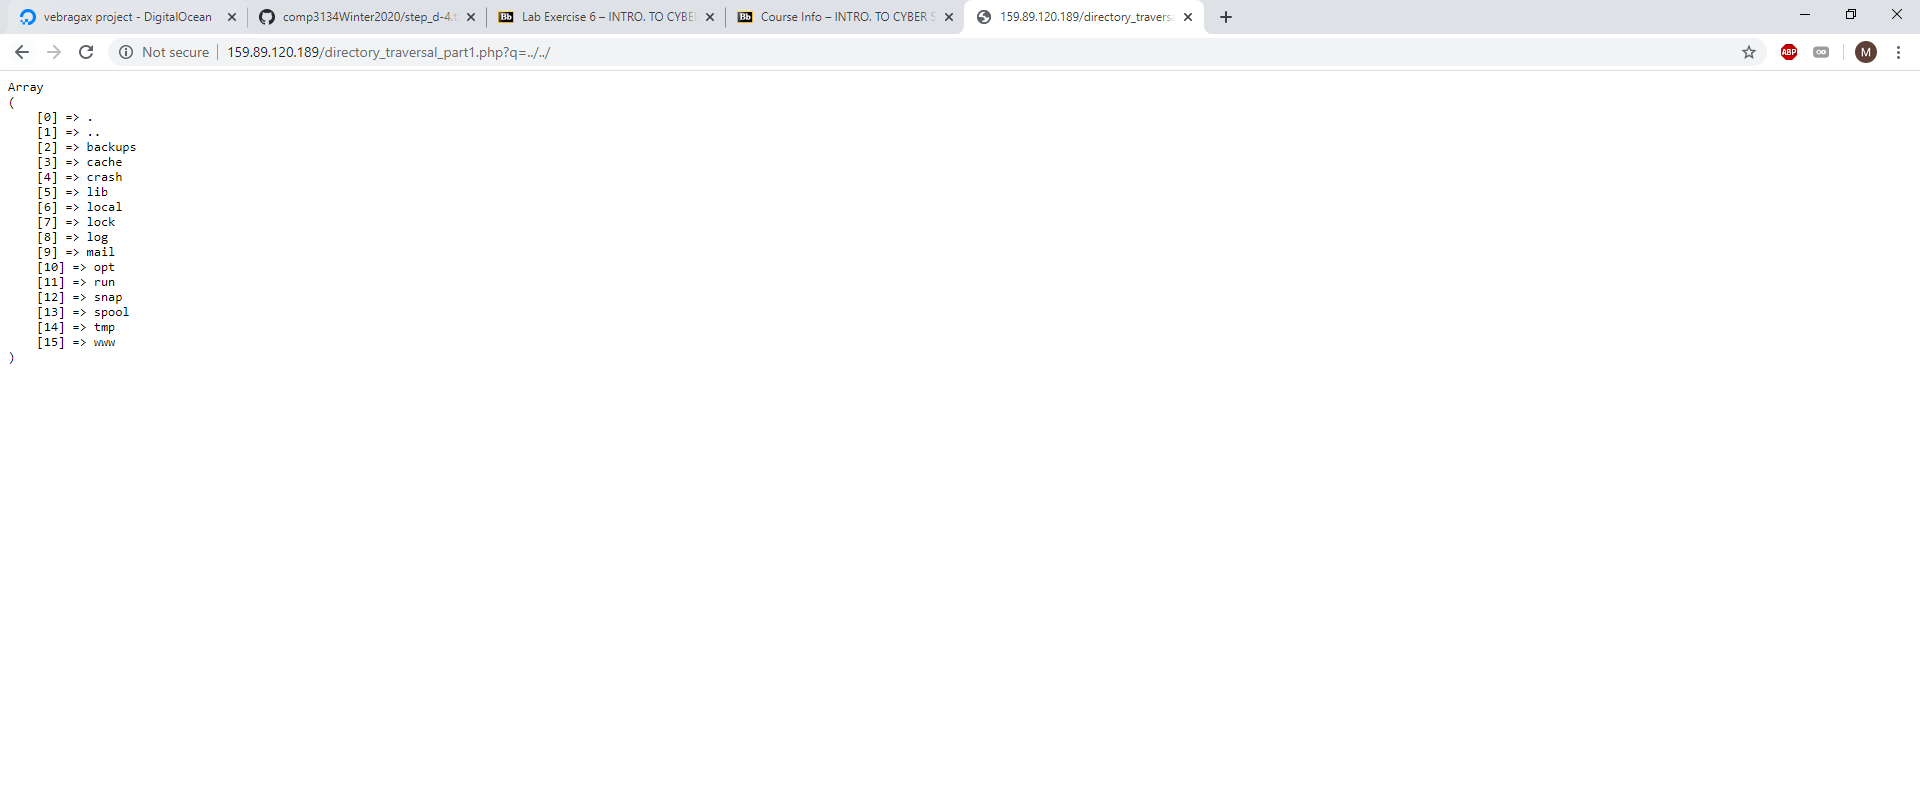 vebragax project - DigitalOcean
comp3134Winter2020/step_d-4.t
Bb Lab Exercise 6 – INTRO. TO CYBE
Bb Course Info – INTRO. TO CYBER S
159.89.120.189/directory_travers
Not secure 159.89.120.189/directory_traversal_part1.php?q=../../
ABP
M
Array
(
[0] => .
[1] => ..
[2] => backups
[3] => cache
[4] => crash
[5] => lib
[6] => local
[7] => lock
[8] => log
[9] => mail
[10] => opt
[11] => run
[12] => snap
[13] => spool
[14] => tmp
[15] => www
)